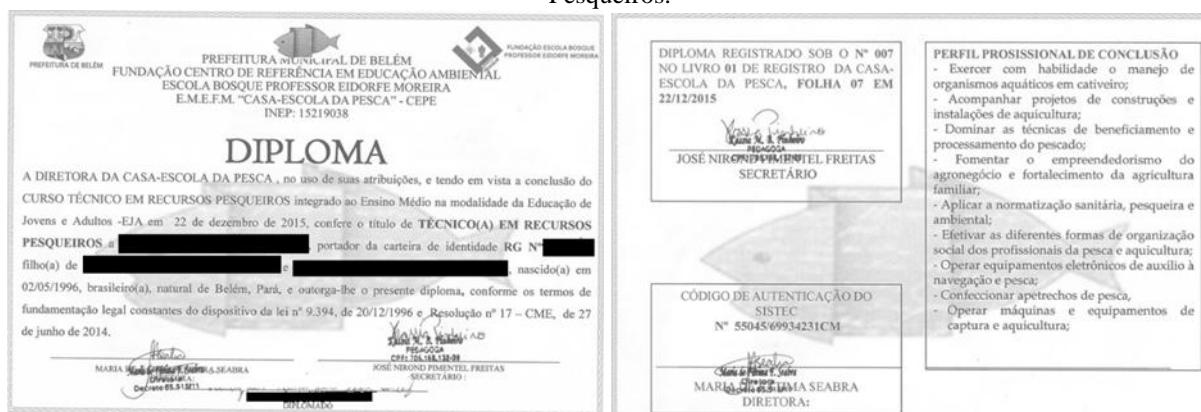 Pesqueiros.
PREFEITURA DE BELÉM
FUNDAÇÃO ESCOLA BOSQUE
PROFESSOR EIDORFE MOREIRA
PREFEITURA MUNICIPAL DE BELÉM
FUNDAÇÃO CENTRO DE REFERÊNCIA EM EDUCAÇÃO AMBIENTAL
ESCOLA BOSQUE PROFESSOR EIDORFE MOREIRA
E.M.E.F.M. "CASA-ESCOLA DA PESCA" - CEPE
INEP: 15219038
DIPLOMA
A DIRETORA DA CASA-ESCOLA DA PESCA , no uso de suas atribuições, e tendo em vista a conclusão do
CURSO TÉCNICO EM RECURSOS PESQUEIROS integrado ao Ensino Médio na modalidade da Educação de
Jovens e Adultos -EJA em 22 de dezembro de 2015, confere o título de TÉCNICO(A) EM RECURSOS
PESQUEIROS a , portador da carteira de identidade RG Nº
filho(a) de e , nascido(a) em
02/05/1996, brasileiro(a), natural de Belém, Pará, e outorga-lhe o presente diploma, conforme os termos de
fundamentação legal constantes do dispositivo da lei nº 9.394, de 20/12/1996 e Resolução nº 17 – CME, de 27
de junho de 2014.
PEDAGOGA
MARIA SEABRA
JOSÉ NIROND PIMENTEL FREITAS
SECRETÁRIO
DIPLOMADO
DIPLOMA REGISTRADO SOB O Nº 007
NO LIVRO 01 DE REGISTRO DA CASA-
ESCOLA DA PESCA, FOLHA 07 EM
22/12/2015
PEDAGOGA
JOSÉ NIROND PIMENTEL FREITAS
SECRETÁRIO
CÓDIGO DE AUTENTICAÇÃO DO
SISTEC
Nº 55045/69934231CM
MARIA SEABRA
DIRETORA:
PERFIL PROSISSIONAL DE CONCLUSÃO
- Exercer com habilidade o manejo de
organismos aquáticos em cativeiro;
- Acompanhar projetos de construções e
instalações de aquicultura;
- Dominar as técnicas de beneficiamento e
processamento do pescado;
- Fomentar o empreendedorismo do
agronegócio e fortalecimento da agricultura
familiar;
- Aplicar a normatização sanitária, pesqueira e
ambiental;
- Efetivar as diferentes formas de organização
social dos profissionais da pesca e aquicultura;
- Operar equipamentos eletrônicos de auxílio à
navegação e pesca;
- Confeccionar apetrechos de pesca,
- Operar máquinas e equipamentos de
captura e aquicultura;